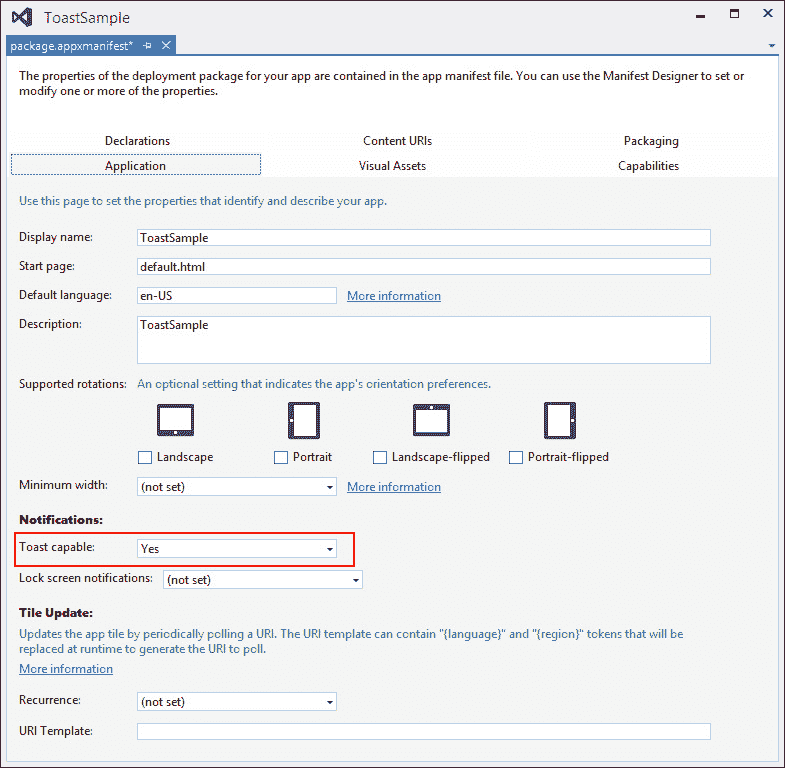 ToastSample
package.appxmanifest*
The properties of the deployment package for your app are contained in the app manifest file. You can use the Manifest Designer to set or
modify one or more of the properties.
Declarations Content URIs Packaging
Application Visual Assets Capabilities
Use this page to set the properties that identify and describe your app.
Display name: ToastSample
Start page: default.html
Default language: en-US More information
Description: ToastSample
Supported rotations: An optional setting that indicates the app's orientation preferences.
Landscape Portrait Landscape-flipped Portrait-flipped
Minimum width: (not set) More information
Notifications:
Toast capable: Yes
Lock screen notifications: (not set)
Tile Update:
Updates the app tile by periodically polling a URI. The URI template can contain "{language}" and "{region}" tokens that will be
replaced at runtime to generate the URI to poll.
More information
Recurrence: (not set)
URI Template: